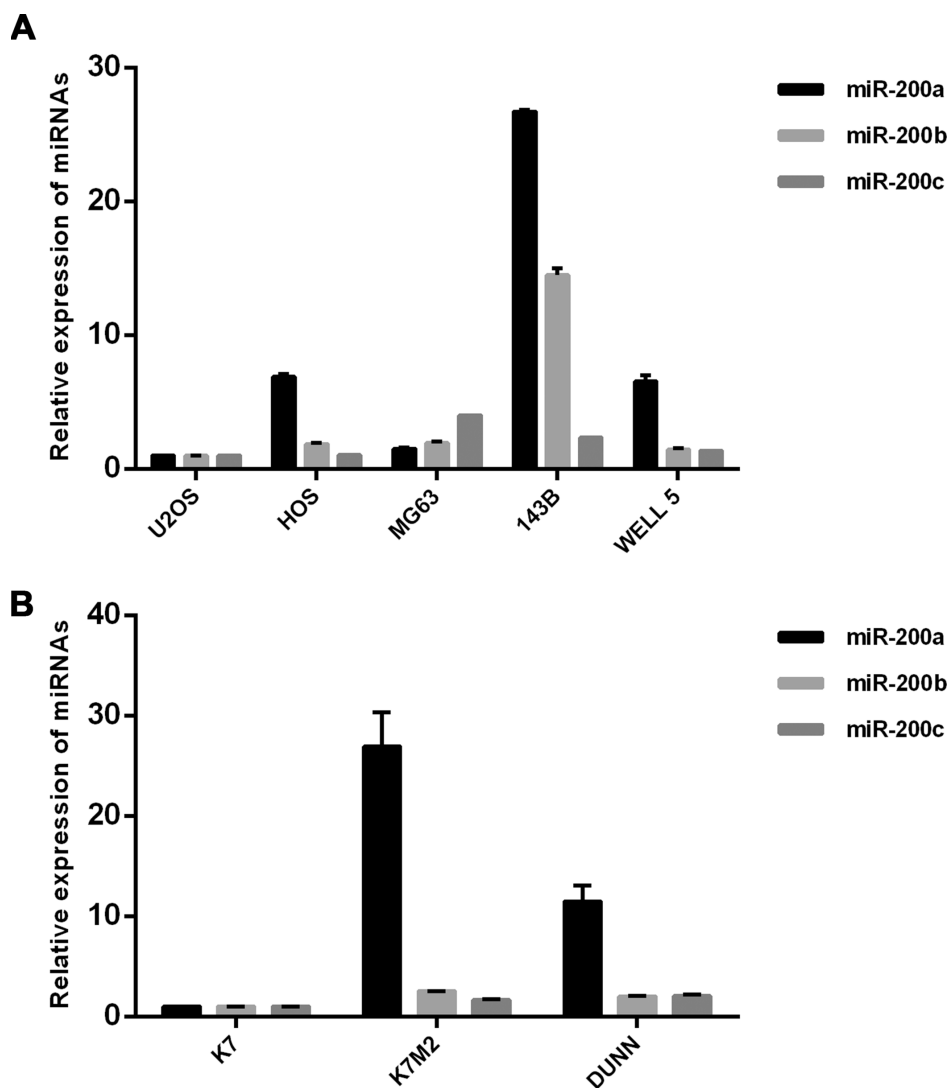 A
Relative expression of miRNAs
30
20
10
0
U2OS
HOS
MG63
143B
WELL 5
miR-200a
miR-200b
miR-200c
B
Relative expression of miRNAs
40
30
20
10
0
K7
K7M2
DUNN
miR-200a
miR-200b
miR-200c